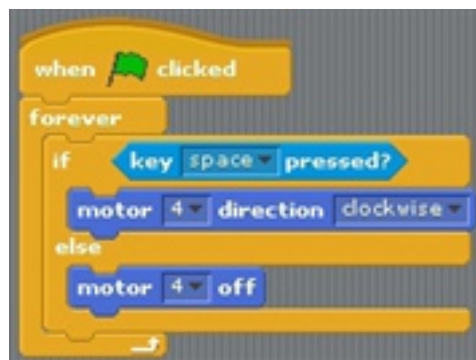 when clicked
forever
if key space pressed?
motor 4 direction clockwise
else
motor 4 off